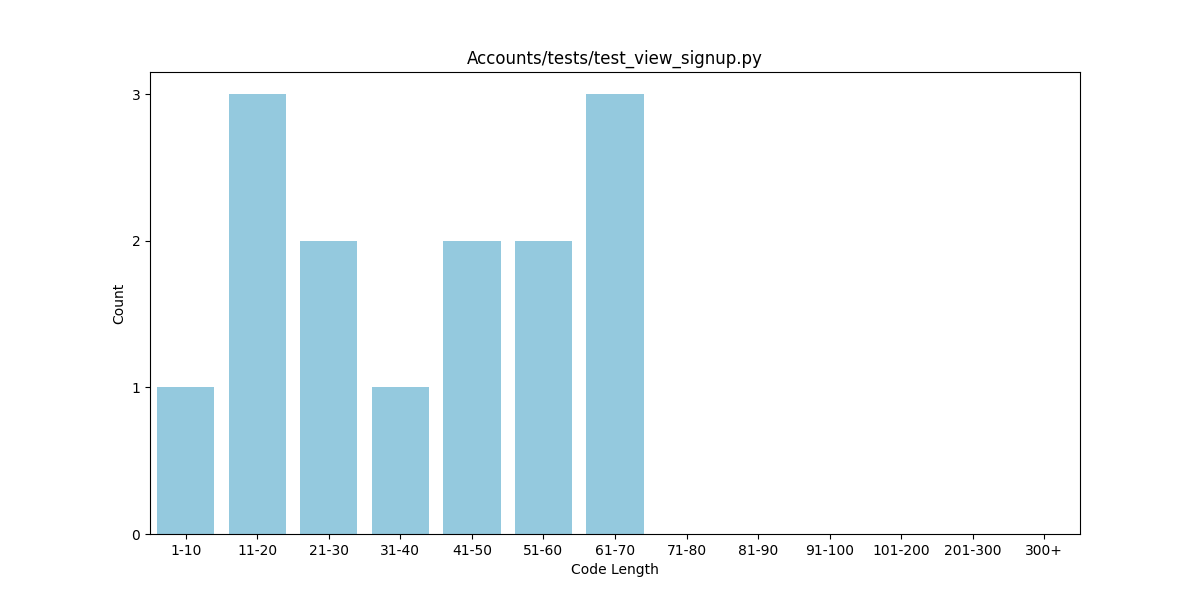 Accounts/tests/test_view_signup.py
3
2
1
0
Count
1-10 11-20 21-30 31-40 41-50 51-60 61-70 71-80 81-90 91-100 101-200 201-300 300+
Code Length